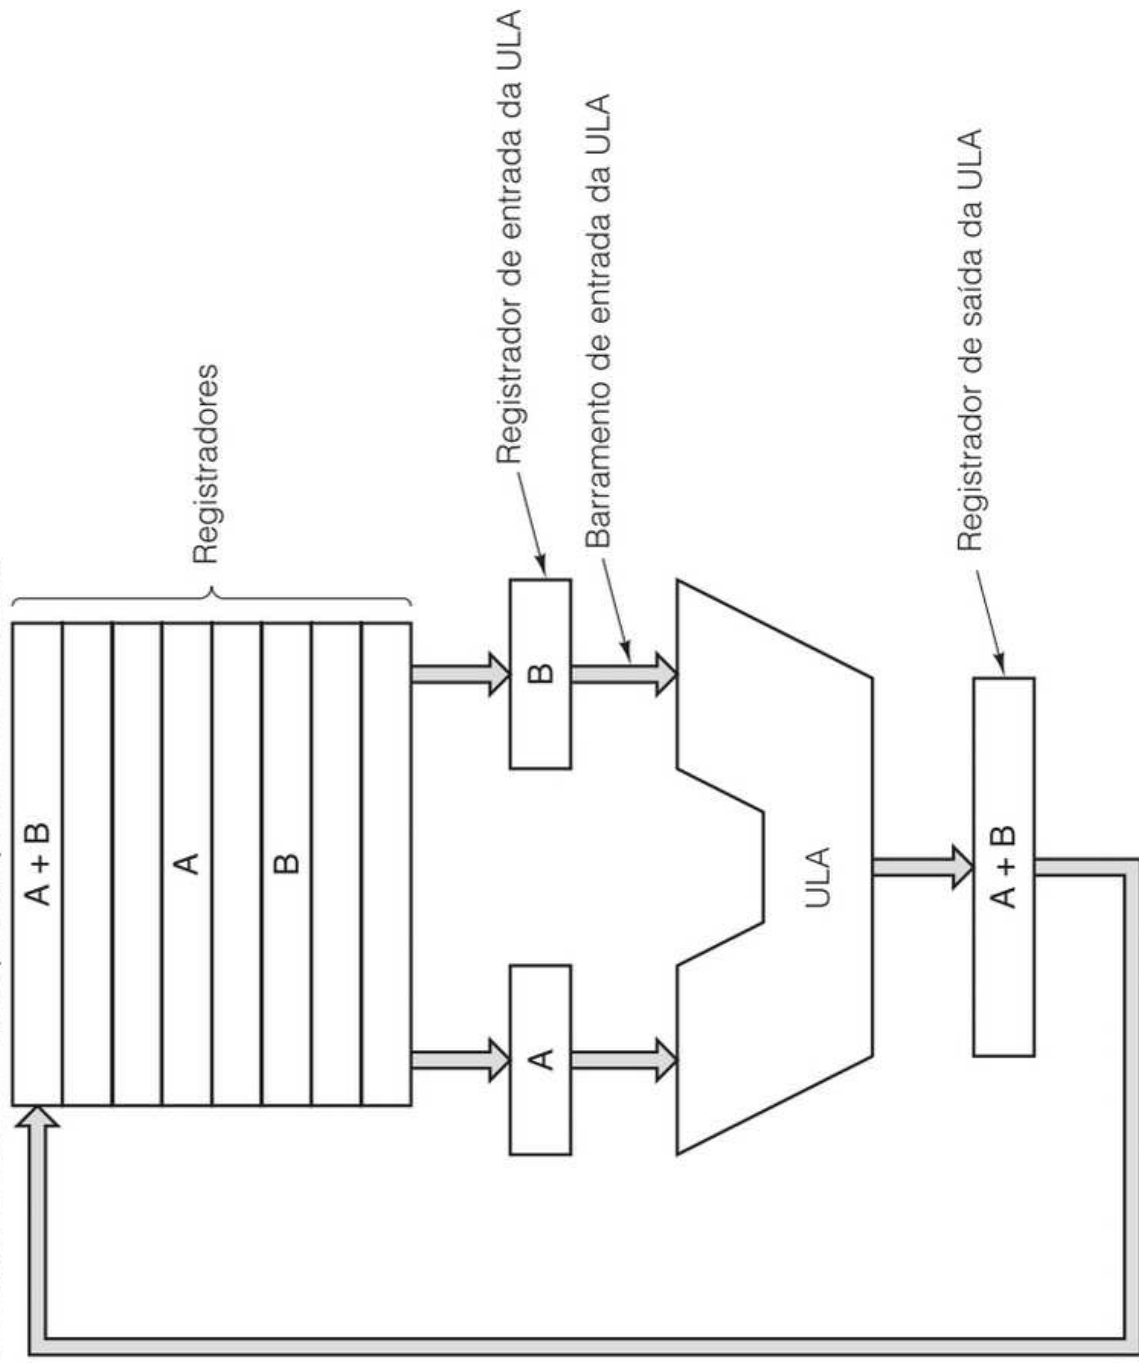 A + B
A
B
Registradores
A
B
Registrador de entrada da ULA
Barramento de entrada da ULA
ULA
A + B
Registrador de saída da ULA